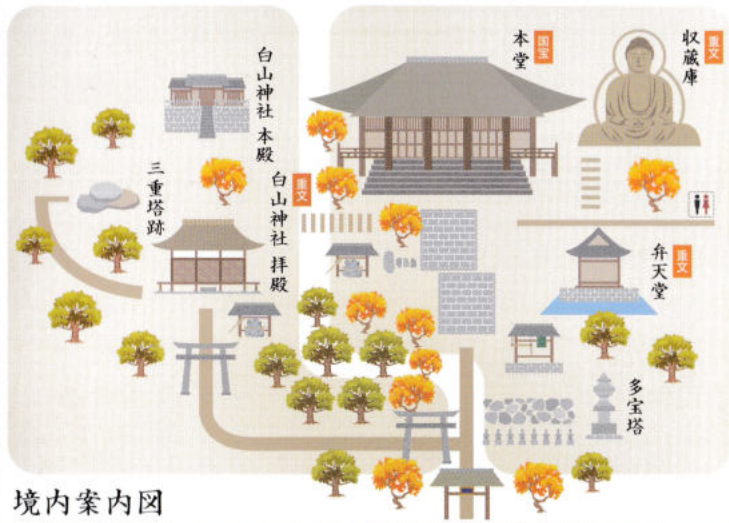 本堂
国宝
収蔵庫
重文
白山神社 本殿
三重塔跡
白山神社 拝殿
重文
弁天堂
重文
多宝塔
境内案内図